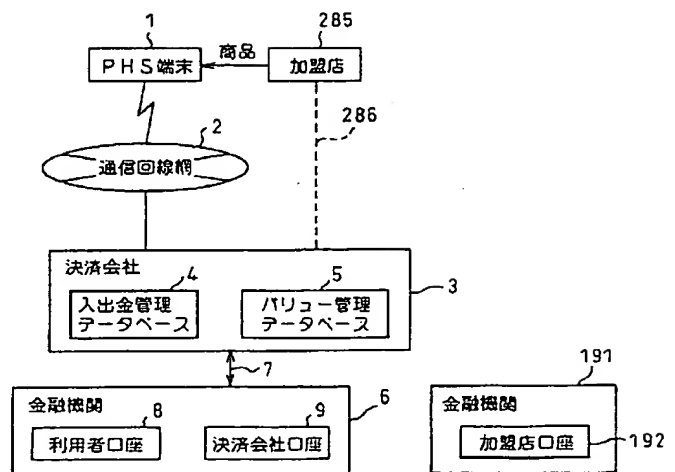 1
285
PHS端末
商品
加盟店
286
2
通信回線網
決済会社
4
5
3
入出金管理
データベース
バリュー管理
データベース
7
191
金融機関
8
9
6
金融機関
利用者口座
決済会社口座
加盟店口座
192